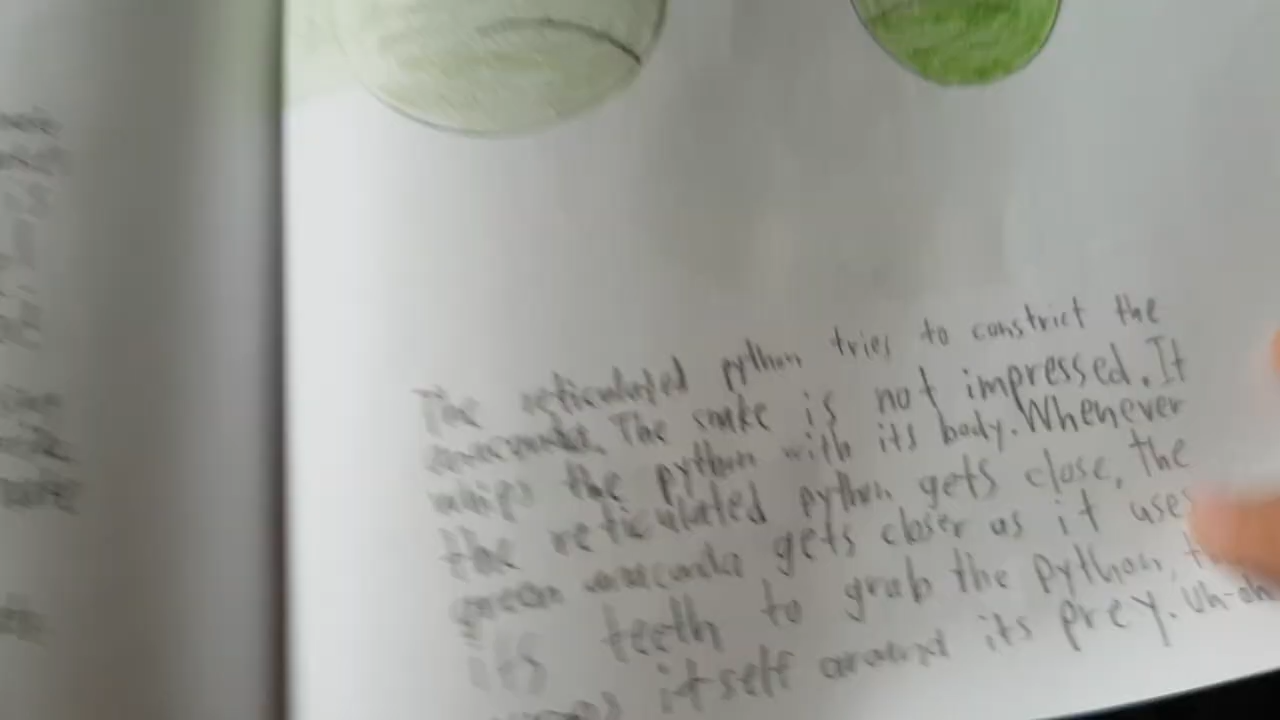 The reticulated python tries to constrict the
The snake is not impressed. It
whips the python with its body. Whenever
the reticulated python gets close, the
green gets closer as it uses
its teeth to grab the python,
itself around its prey. Uh-oh